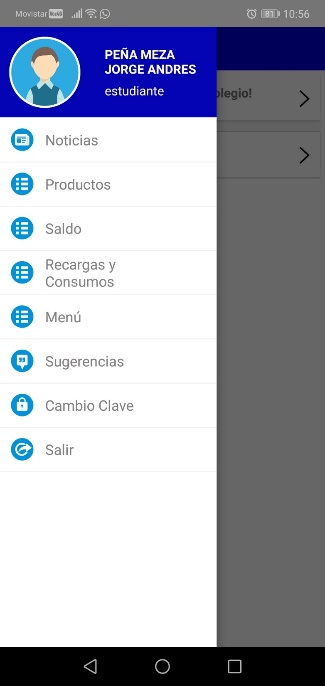 Movistar
81
10:56
PEÑA MEZA
JORGE ANDRES
estudiante
olegio!
Noticias
Productos
Saldo
Recargas y
Consumos
Menú
Sugerencias
Cambio Clave
Salir